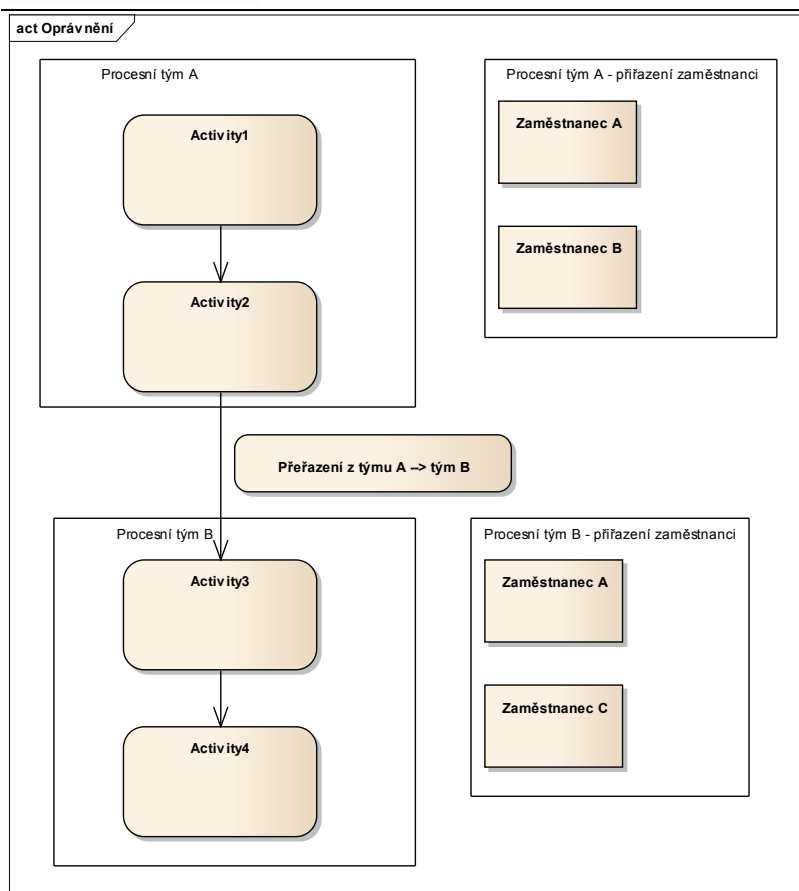 act Oprávnění
Procesní tým A
Activity1
Activity2
Procesní tým A - přiřazení zaměstnanci
Zaměstnanec A
Zaměstnanec B
Přeřazení z týmu A --> tým B
Procesní tým B
Activity3
Activity4
Procesní tým B - přiřazení zaměstnanci
Zaměstnanec A
Zaměstnanec C